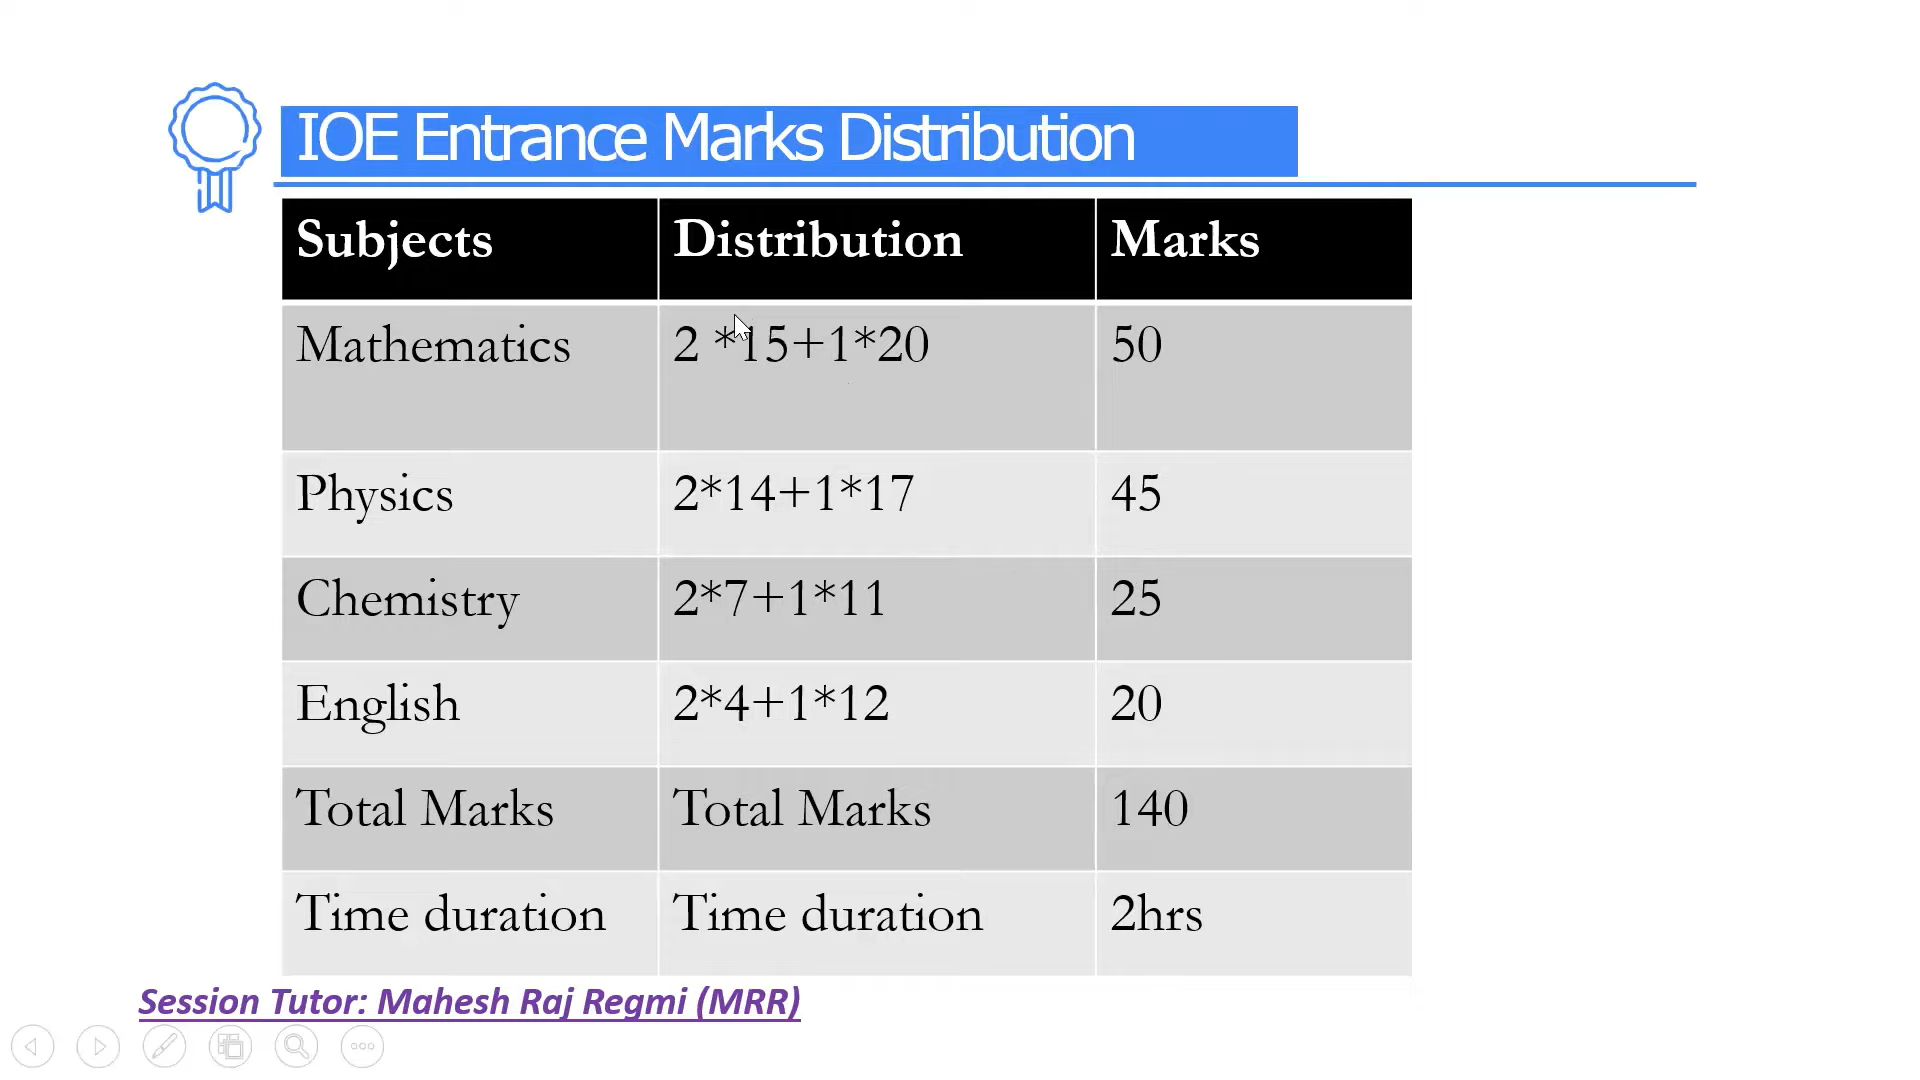 IOE Entrance Marks Distribution
Subjects Distribution Marks
Mathematics 2 *15+1*20 50
Physics 2*14+1*17 45
Chemistry 2*7+1*11 25
English 2*4+1*12 20
Total Marks Total Marks 140
Time duration Time duration 2hrs
Session Tutor: Mahesh Raj Regmi (MRR)